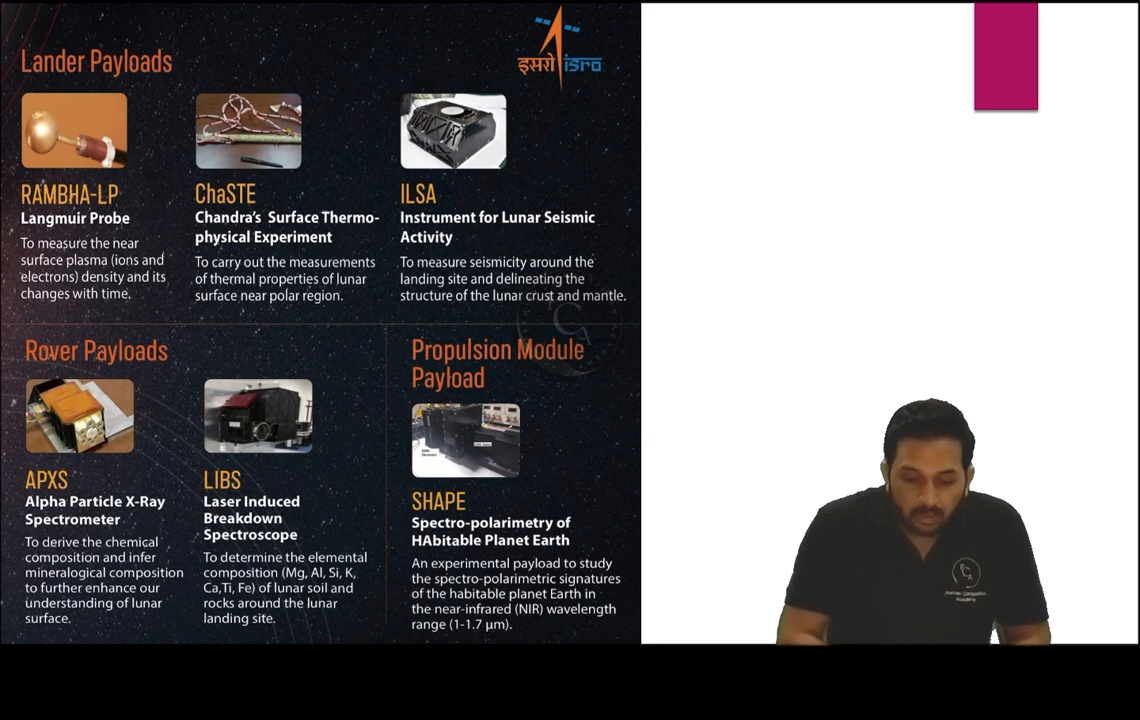 इसरो isro
Lander Payloads
RAMBHA-LP
Langmuir Probe
To measure the near
surface plasma (ions and
electrons) density and its
changes with time.
ChaSTE
Chandra's Surface Thermo-
physical Experiment
To carry out the measurements
of thermal properties of lunar
surface near polar region.
ILSA
Instrument for Lunar Seismic
Activity
To measure seismicity around the
landing site and delineating the
structure of the lunar crust and mantle.
Rover Payloads
APXS
Alpha Particle X-Ray
Spectrometer
To derive the chemical
composition and infer
mineralogical composition
to further enhance our
understanding of lunar
surface.
LIBS
Laser Induced
Breakdown
Spectroscope
To determine the elemental
composition (Mg, Al, Si, K,
Ca,Ti, Fe) of lunar soil and
rocks around the lunar
landing site.
Propulsion Module
Payload
SHAPE
Spectro-polarimetry of
HAbitable Planet Earth
An experimental payload to study
the spectro-polarimetric signatures
of the habitable planet Earth in
the near-infrared (NIR) wavelength
range (1-1.7 μm).
Competition
Academy